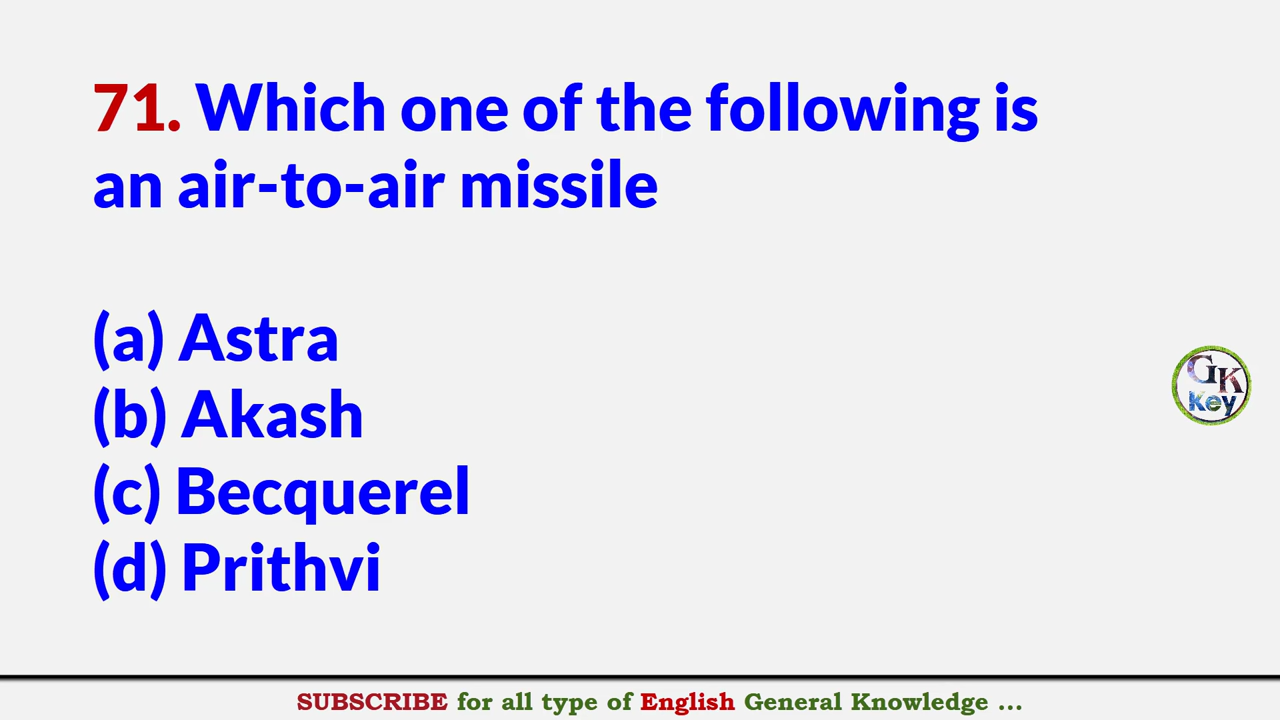 71. Which one of the following is
an air-to-air missile
(a) Astra
(b) Akash
(c) Becquerel
(d) Prithvi
GK
Key
SUBSCRIBE for all type of English General Knowledge ...